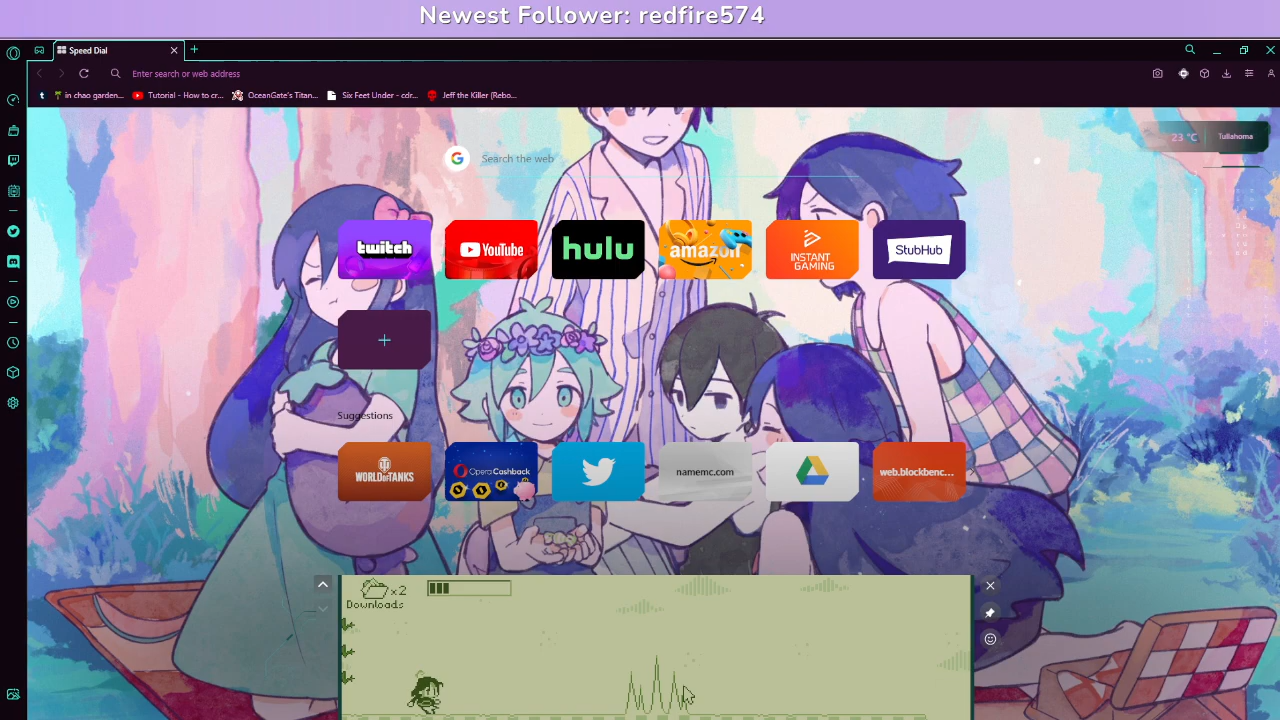 Newest Follower: redfire574
Speed Dial
Enter search or web address
t
in chao garden...
Tutorial - How to cr...
OceanGate's Titan...
Six Feet Under - cdr...
Jeff the Killer (Rebo...
23 °C
Tullahoma
G
Search the web
twitch
YouTube
hulu
amazon
INSTANT
GAMING
StubHub
Suggestions
WORLD OF TANKS
Opera Cashback
namemc.com
web.blockbenc...
x2
Downloads